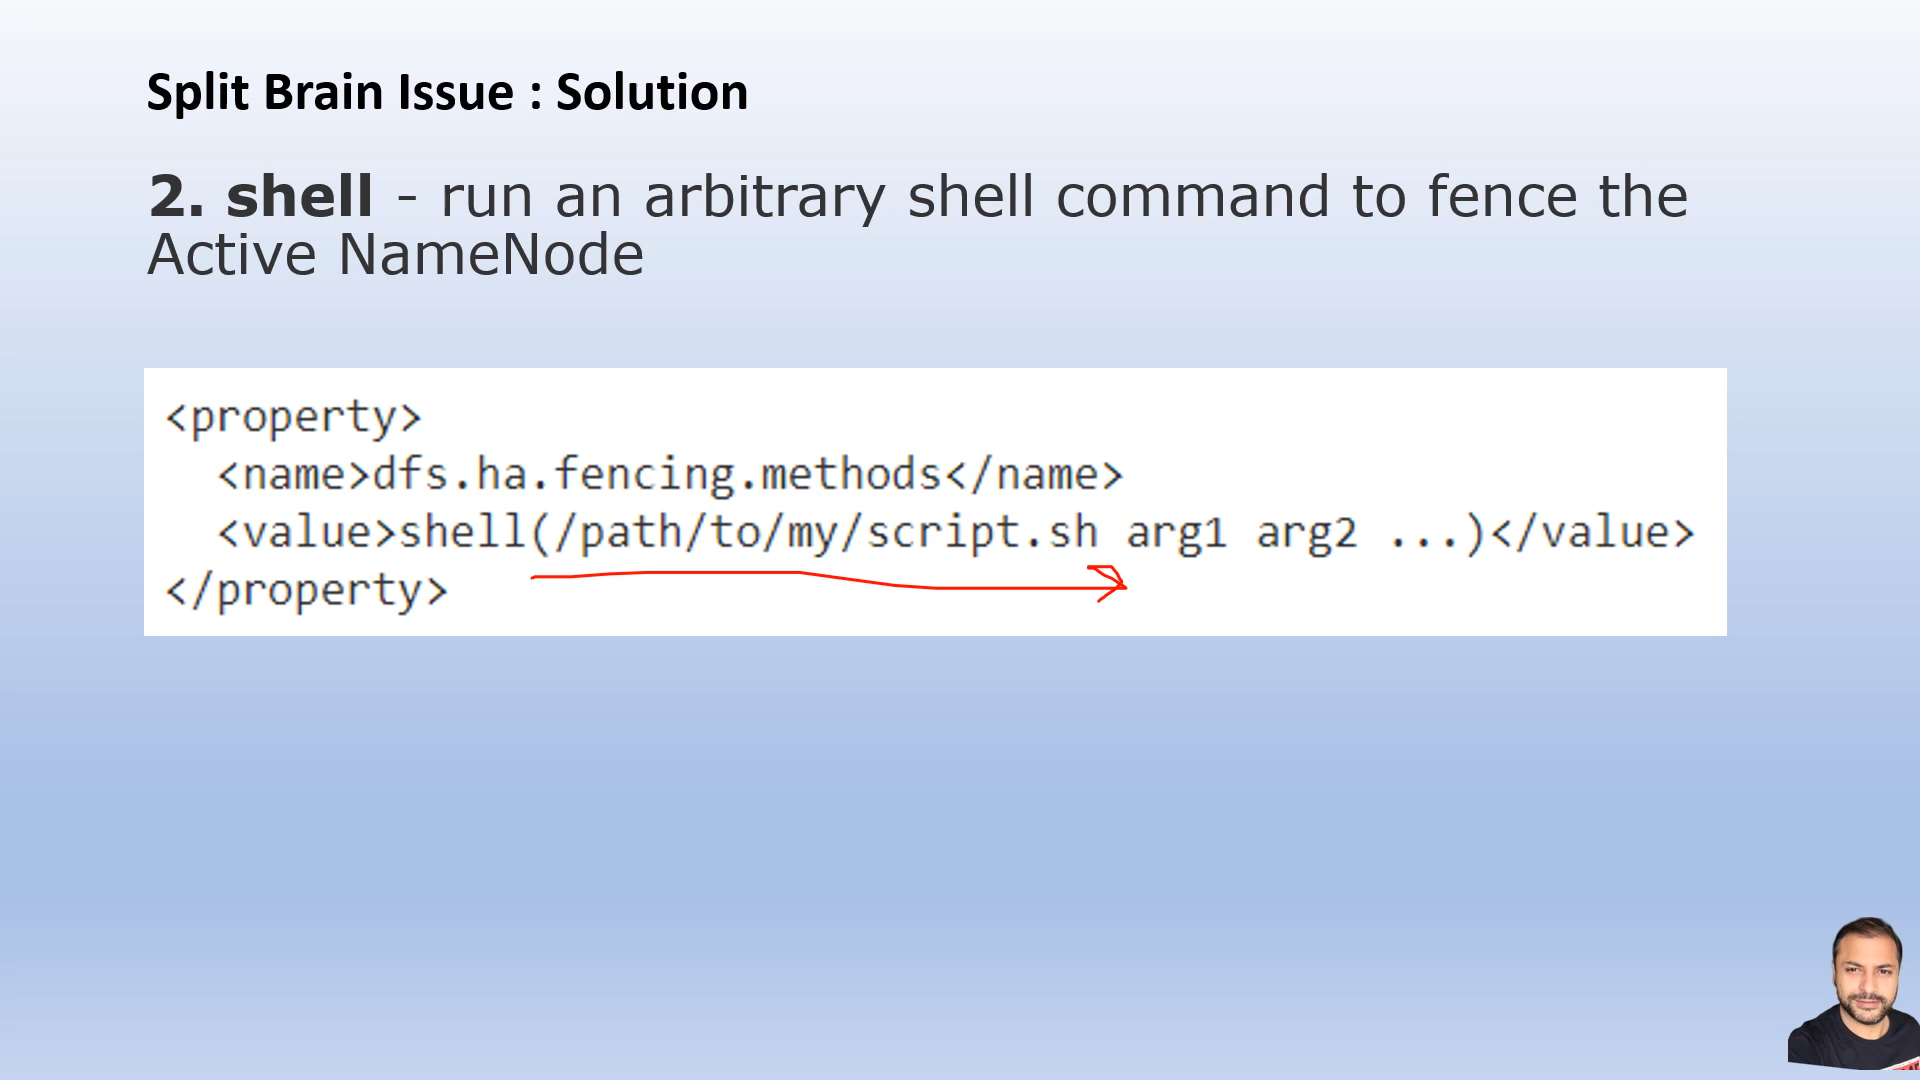 Split Brain Issue : Solution
2. shell - run an arbitrary shell command to fence the
Active NameNode
<property>
<name>dfs.ha.fencing.methods</name>
<value>shell(/path/to/my/script.sh arg1 arg2 ...)</value>
</property>